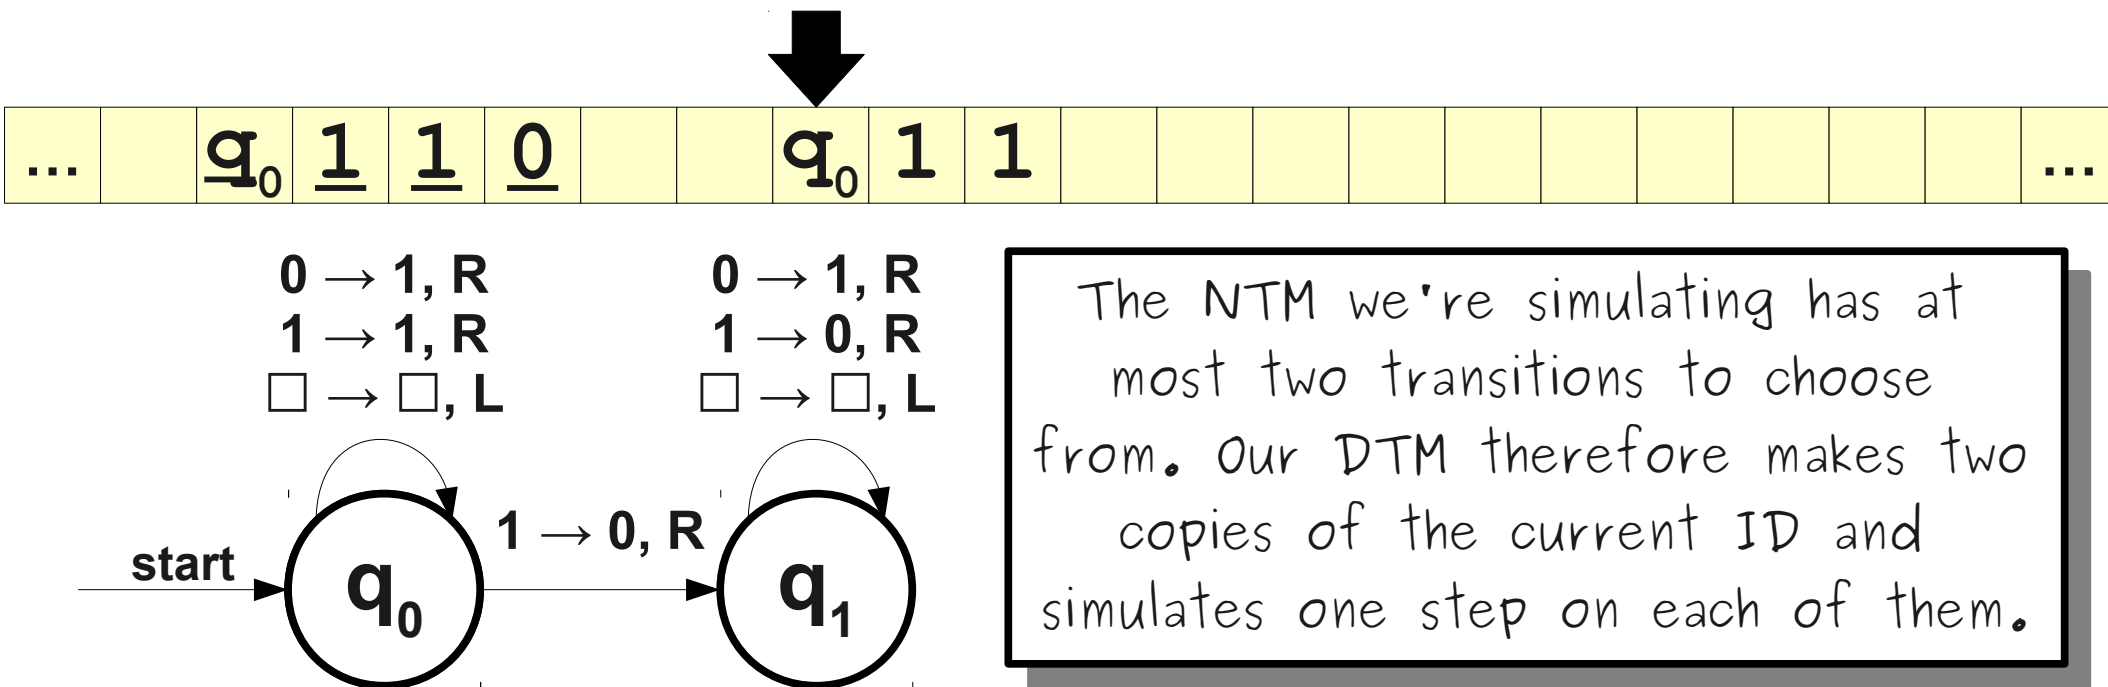 ... q0 1 1 0 q0 1 1 ...
0 → 1, R
1 → 1, R
☐ → ☐, L
0 → 1, R
1 → 0, R
☐ → ☐, L
start
q0
1 → 0, R
q1
The NTM we're simulating has at
most two transitions to choose
from. Our DTM therefore makes two
copies of the current ID and
simulates one step on each of them.